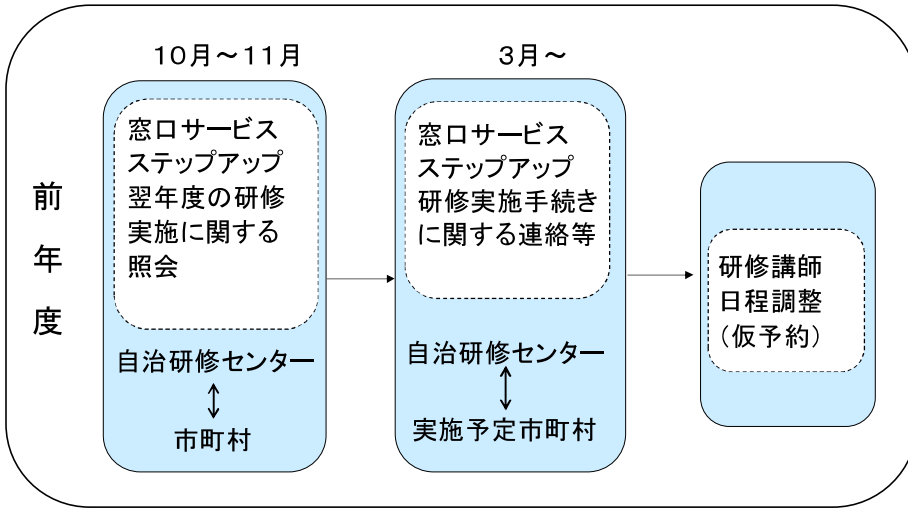 前年度
10月~11月
窓口サービス
ステップアップ
翌年度の研修
実施に関する
照会
自治研修センター
市町村
3月~
窓口サービス
ステップアップ
研修実施手続き
に関する連絡等
自治研修センター
実施予定市町村
研修講師
日程調整
(仮予約)